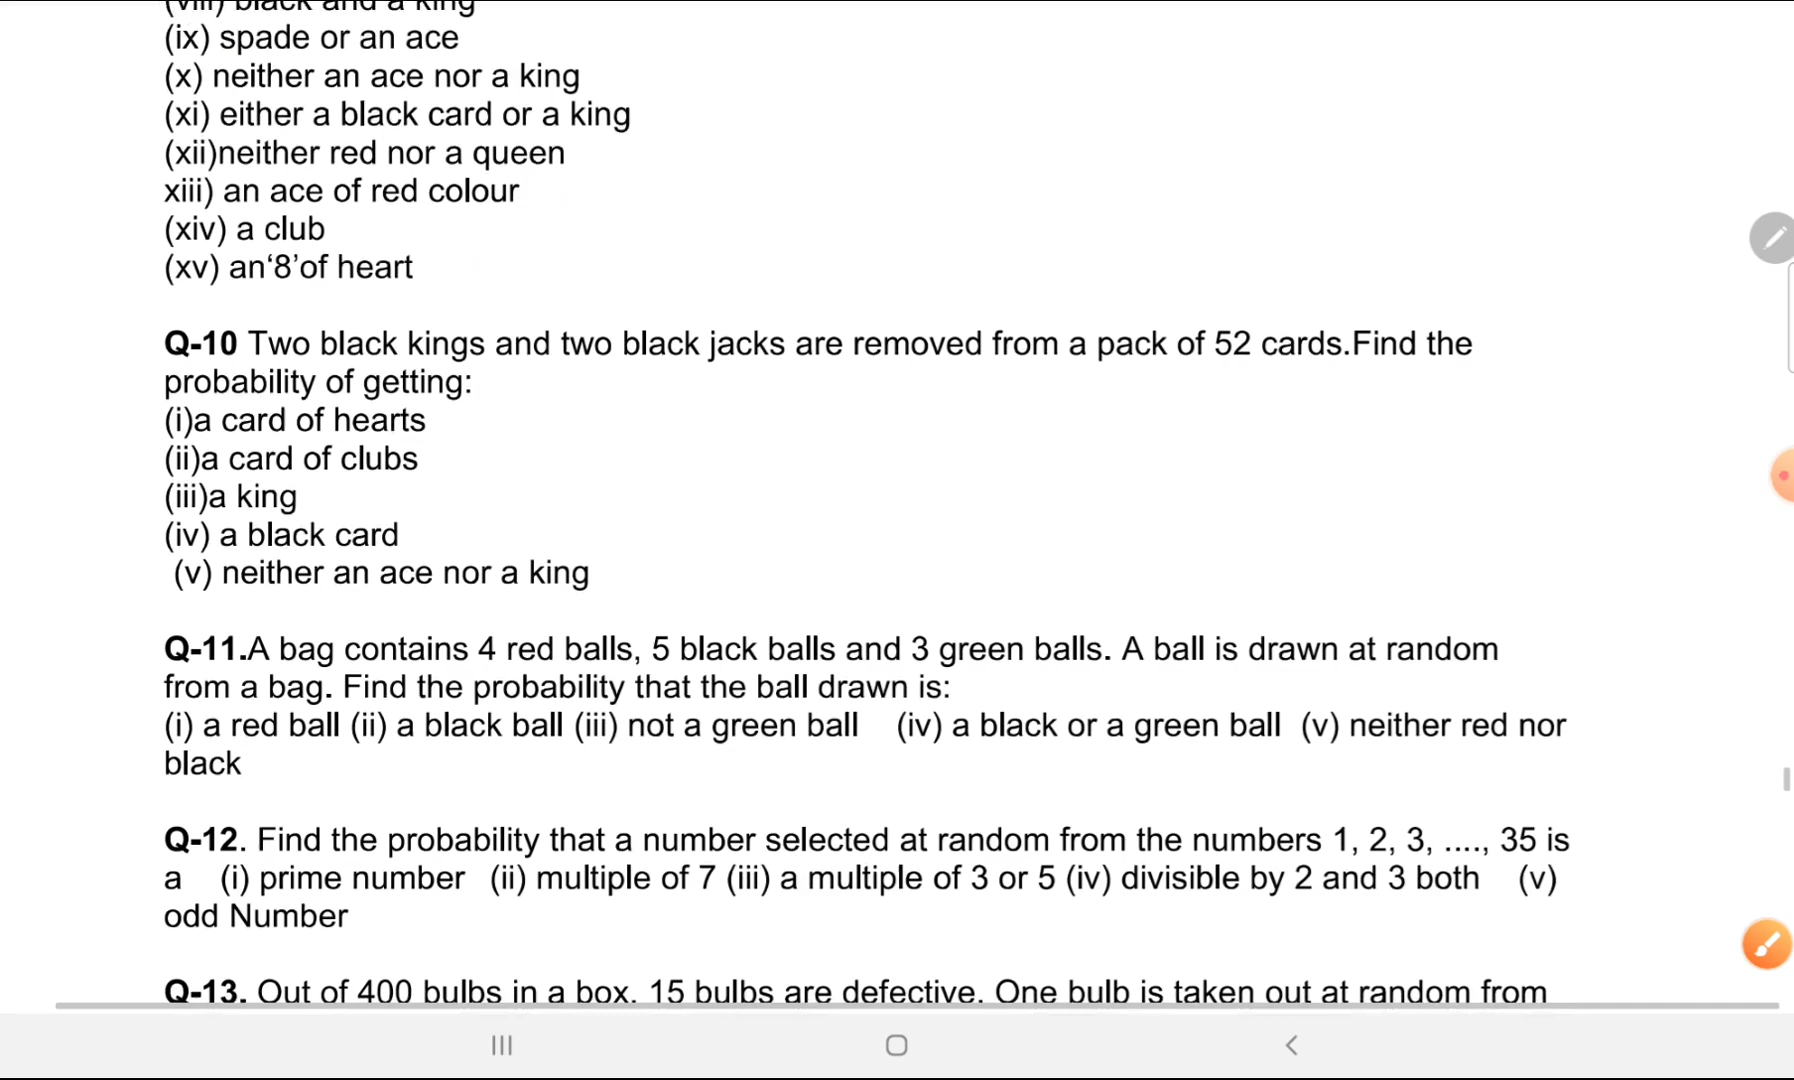 (viii) black and a king
(ix) spade or an ace
(x) neither an ace nor a king
(xi) either a black card or a king
(xii)neither red nor a queen
xiii) an ace of red colour
(xiv) a club
(xv) an‘8’of heart
Q-10 Two black kings and two black jacks are removed from a pack of 52 cards.Find the
probability of getting:
(i)a card of hearts
(ii)a card of clubs
(iii)a king
(iv) a black card
(v) neither an ace nor a king
Q-11.A bag contains 4 red balls, 5 black balls and 3 green balls. A ball is drawn at random
from a bag. Find the probability that the ball drawn is:
(i) a red ball (ii) a black ball (iii) not a green ball (iv) a black or a green ball (v) neither red nor
black
Q-12. Find the probability that a number selected at random from the numbers 1, 2, 3, ...., 35 is
a (i) prime number (ii) multiple of 7 (iii) a multiple of 3 or 5 (iv) divisible by 2 and 3 both (v)
odd Number
Q-13. Out of 400 bulbs in a box, 15 bulbs are defective. One bulb is taken out at random from